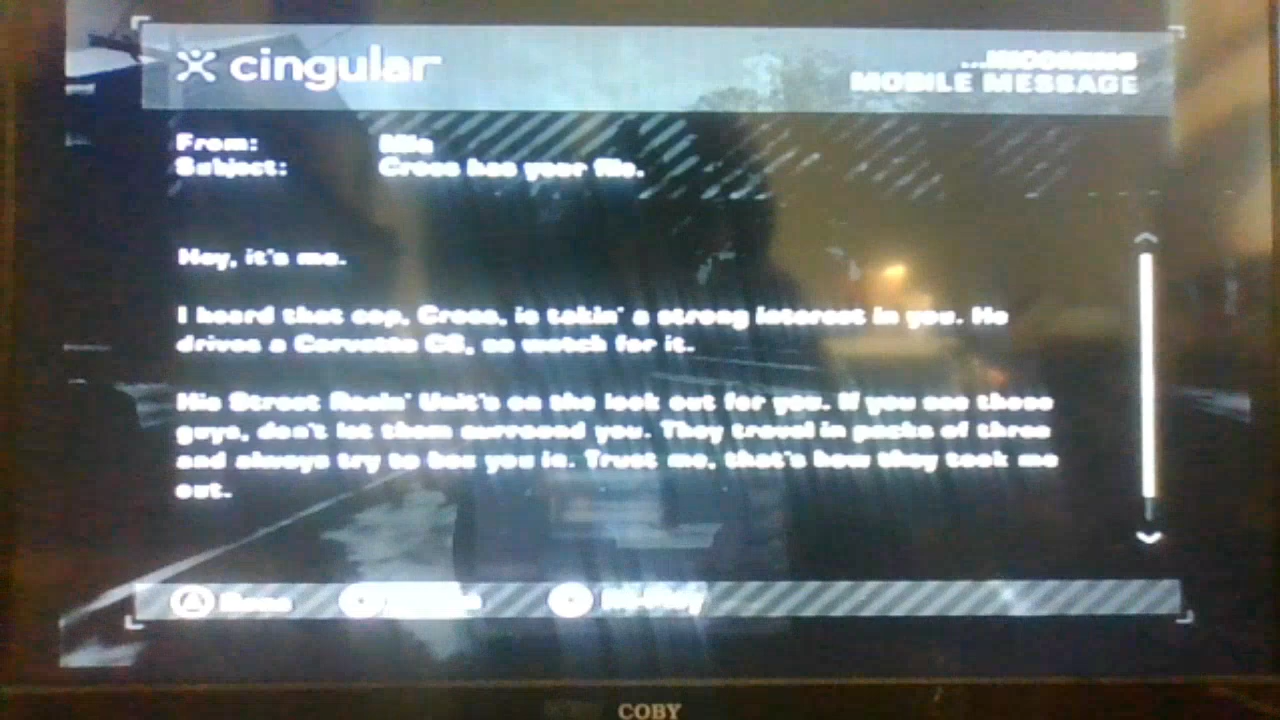 cingular
...INCOMING
MOBILE MESSAGE
From: Mia
Subject: Cross has your file.
Hey, it's me.
I heard that cop, Cross, is takin' a strong interest in you. He
drives a Corvette C6, so watch for it.
His Street Racin' Unit's on the look out for you. If you see those
guys, don't let them surround you. They travel in packs of three
and always try to box you in. Trust me, that's how they took me
out.
COBY